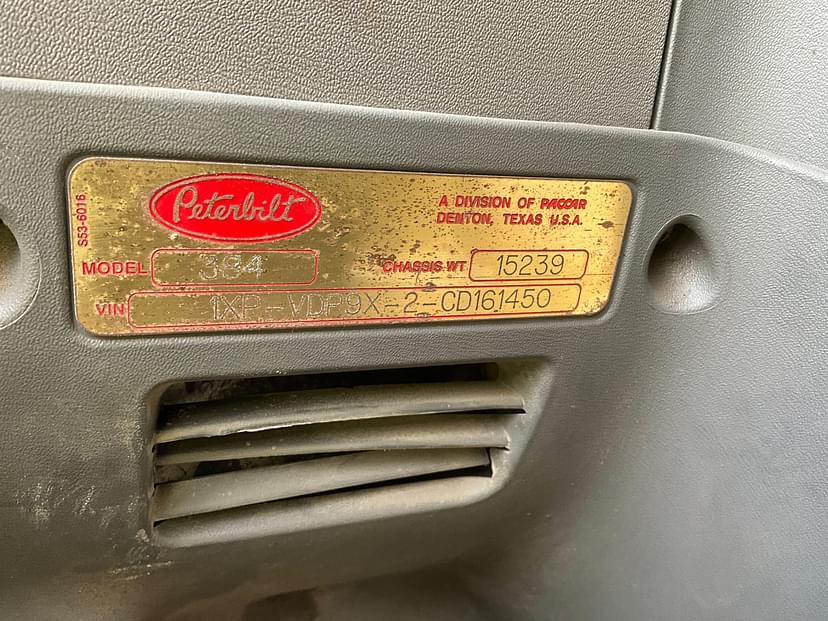 S53-6016
Peterbilt
A DIVISION OF PACCAR
DENTON, TEXAS U.S.A.
MODEL 384 CHASSIS WT 15239
VIN 1XP-VDP9X-2-CD161450